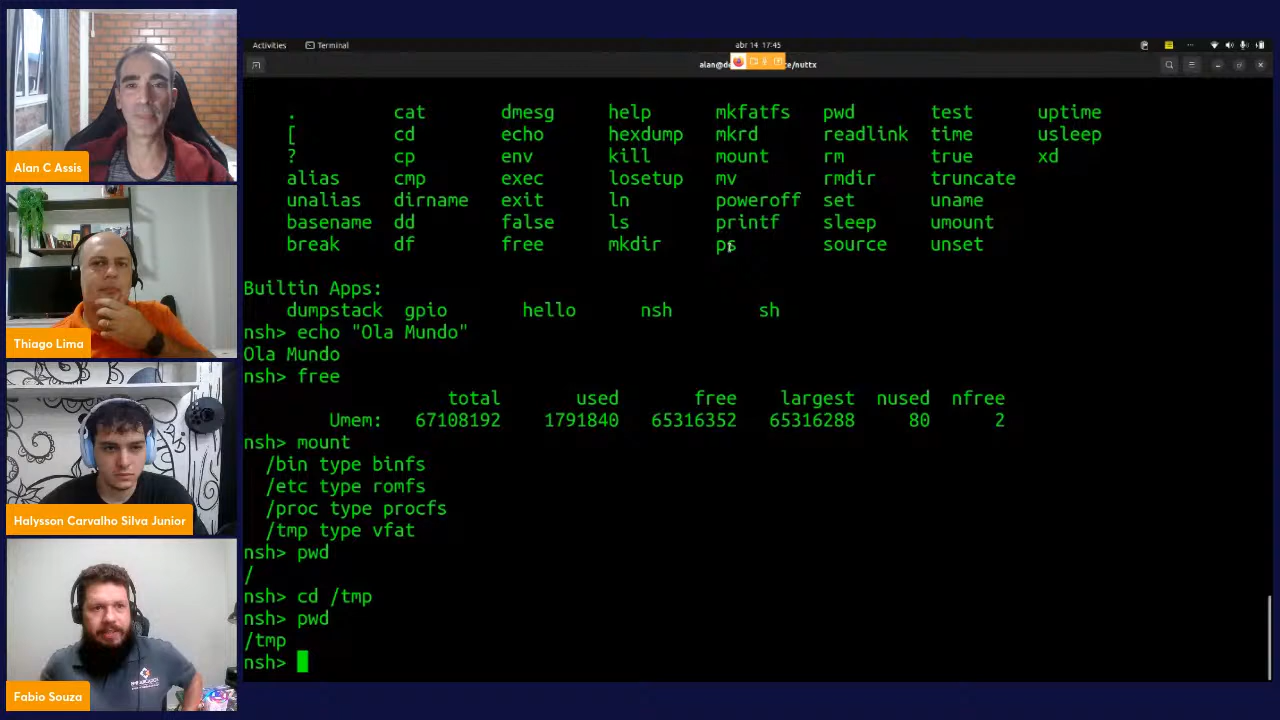 Alan C Assis
Thiago Lima
Halysson Carvalho Silva Junior
Fabio Souza
Activities Terminal abr 14 17:45
/nuttx
. cat dmesg help mkfatfs pwd test uptime
[ cd echo hexdump mkrd readlink time usleep
? cp env kill mount rm true xd
alias cmp exec losetup mv rmdir truncate
unalias dirname exit ln poweroff set uname
basename dd false ls printf sleep umount
break df free mkdir ps source unset
Builtin Apps:
dumpstack gpio hello nsh sh
nsh> echo "Ola Mundo"
Ola Mundo
nsh> free
total used free largest nused nfree
Umem: 67108192 1791840 65316352 65316288 80 2
nsh> mount
/bin type binfs
/etc type romfs
/proc type procfs
/tmp type vfat
nsh> pwd
/
nsh> cd /tmp
nsh> pwd
/tmp
nsh>